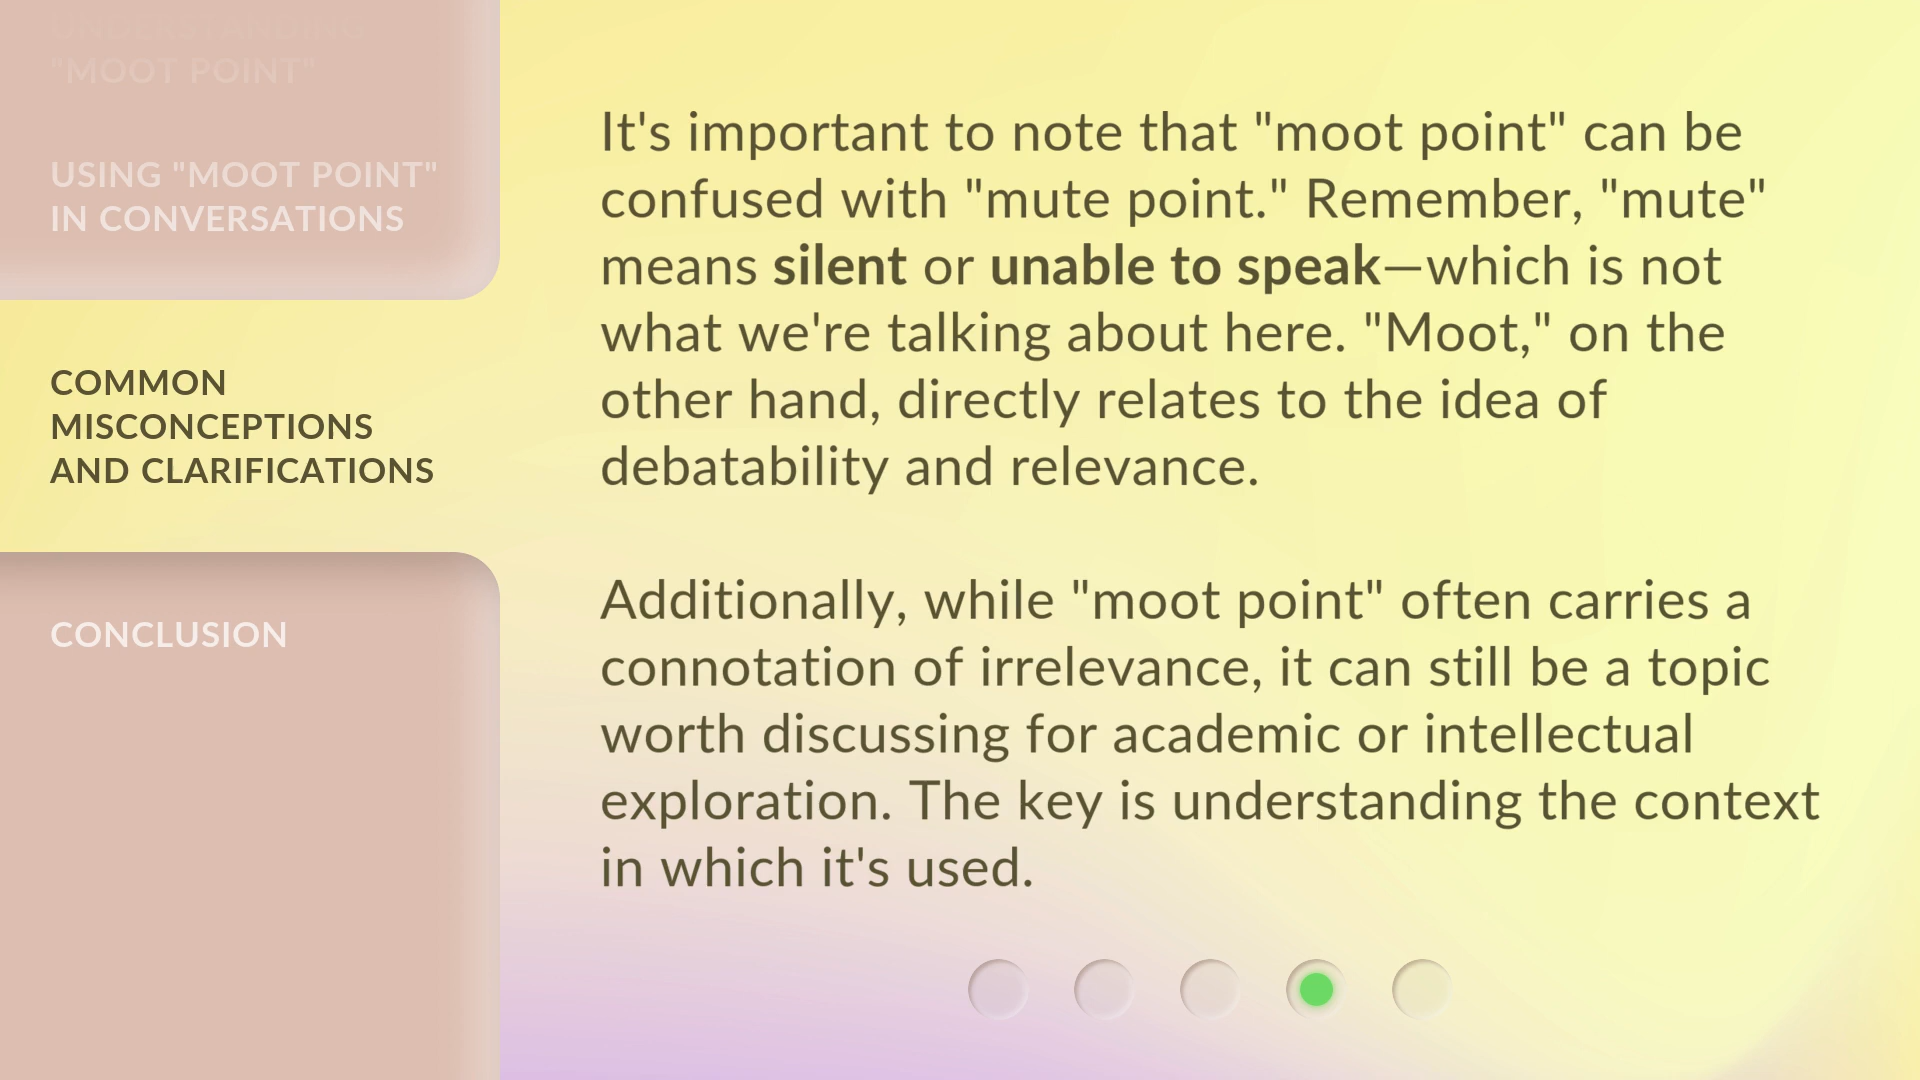 UNDERSTANDING
"MOOT POINT"
USING "MOOT POINT"
IN CONVERSATIONS
COMMON
MISCONCEPTIONS
AND CLARIFICATIONS
CONCLUSION
It's important to note that "moot point" can be
confused with "mute point." Remember, "mute"
means silent or unable to speak—which is not
what we're talking about here. "Moot," on the
other hand, directly relates to the idea of
debatability and relevance.
Additionally, while "moot point" often carries a
connotation of irrelevance, it can still be a topic
worth discussing for academic or intellectual
exploration. The key is understanding the context
in which it's used.